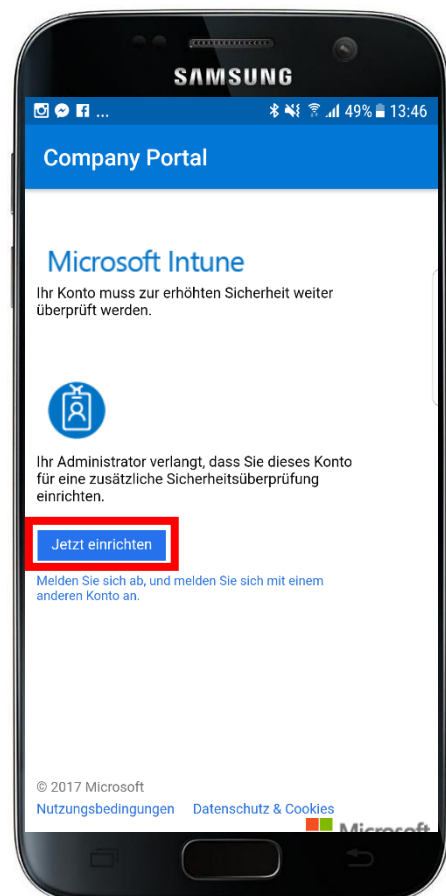 SAMSUNG
... 49% 13:46
Company Portal
Microsoft Intune
Ihr Konto muss zur erhöhten Sicherheit weiter
überprüft werden.
Ihr Administrator verlangt, dass Sie dieses Konto
für eine zusätzliche Sicherheitsüberprüfung
einrichten.
Jetzt einrichten
Melden Sie sich ab, und melden Sie sich mit einem
anderen Konto an.
© 2017 Microsoft
Nutzungsbedingungen Datenschutz & Cookies
Microsoft